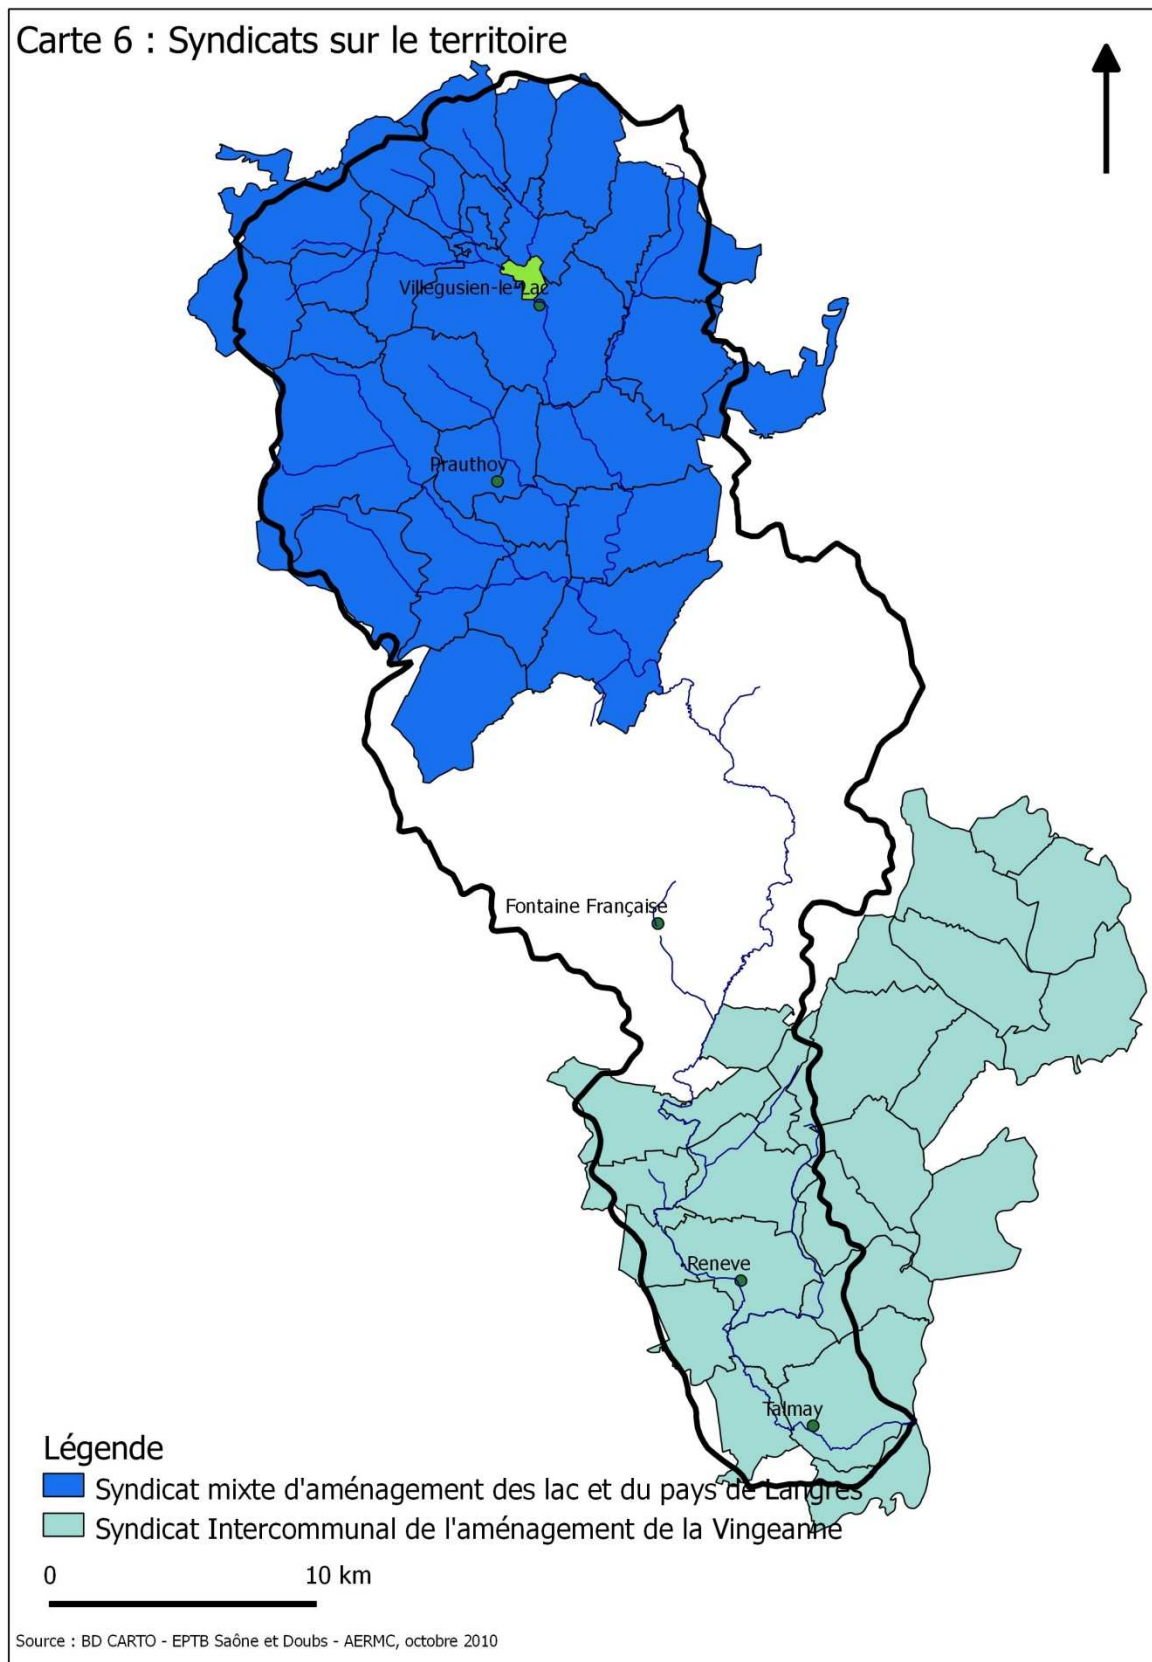 Carte 6 : Syndicats sur le territoire
Villegusien-le-Lac
Prauthoy
Fontaine Française
Reneve
Talmay
Légende
Syndicat mixte d'aménagement des lac et du pays de Langres
Syndicat Intercommunal de l'aménagement de la Vingeanne
0 10 km
Source : BD CARTO - EPTB Saône et Doubs - AERMC, octobre 2010